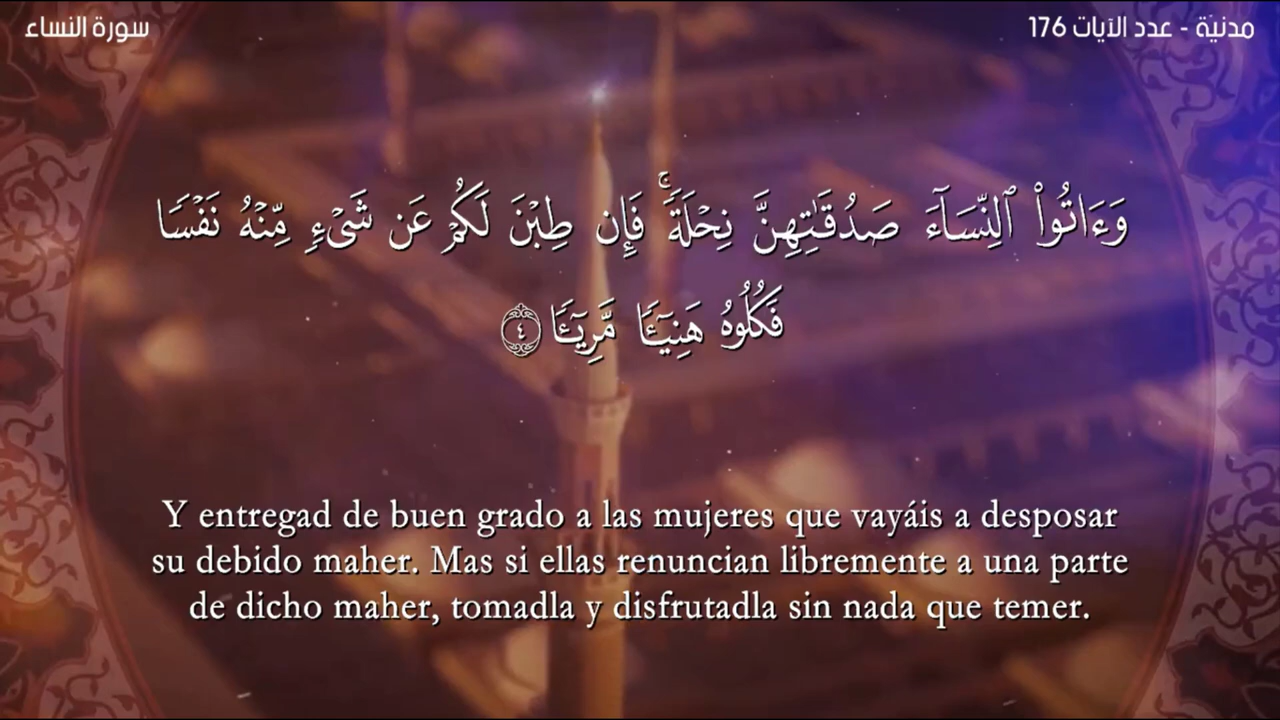 سورة النساء
مدنيّة - عدد الآيات 176
وَءَاتُوا۟ ٱلنِّسَآءَ صَدُقَـٰتِهِنَّ نِحْلَةًۚ فَإِن طِبْنَ لَكُمْ عَن شَىْءٍ مِّنْهُ نَفْسًا
فَكُلُوهُ هَنِيٓـًٔا مَّرِيٓـًٔا ٤
Y entregad de buen grado a las mujeres que vayáis a desposar
su debido maher. Mas si ellas renuncian libremente a una parte
de dicho maher, tomadla y disfrutadla sin nada que temer.